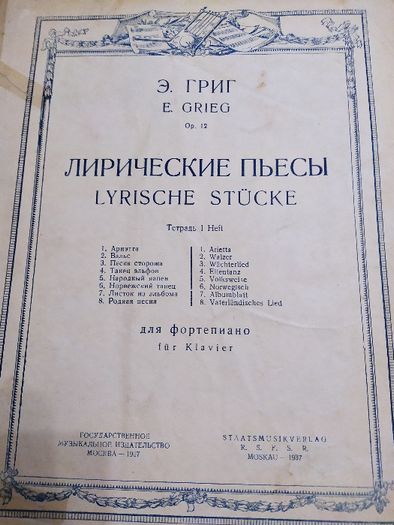 Э. ГРИГ
E. GRIEG
Op. 12
ЛИРИЧЕСКИЕ ПЬЕСЫ
LYRISCHE STÜCKE
Тетрадь 1 Heft
1. Ариэтта
2. Вальс
3. Песня сторожа
4. Танец эльфов
5. Народный напев
6. Норвежский танец
7. Листок из альбома
8. Родная песня
1. Arietta
2. Walzer
3. Wächterlied
4. Elfentanz
5. Volksweise
6. Norwegisch
7. Albumblatt
8. Vaterländisches Lied
для фортепиано
für Klavier
ГОСУДАРСТВЕННОЕ
МУЗЫКАЛЬНОЕ ИЗДАТЕЛЬСТВО
МОСКВА — 1937
STAATSMUSIKVERLAG
R. S. F. S. R.
MOSKAU — 1937